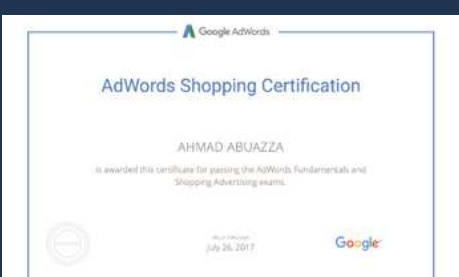 Google AdWords
AdWords Shopping Certification
AHMAD ABUAZZA
is awarded this certificate for passing the AdWords Fundamentals and
Shopping Advertising exams.
July 26, 2017
Google